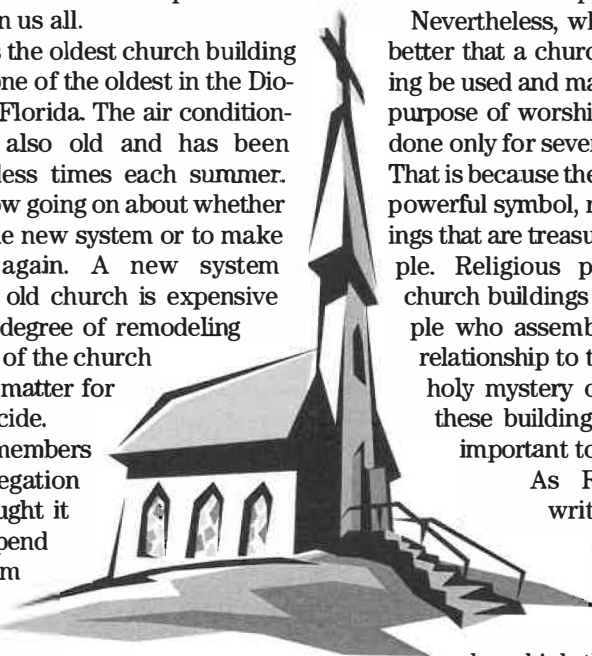 n us all.
s the oldest church building
one of the oldest in the Dio-
Florida. The air condition-
also old and has been
less times each summer.
ow going on about whether
e new system or to make
again. A new system
old church is expensive
degree of remodeling
of the church
matter for
cide.
members
egation
ught it
pend
m
Nevertheless, wh
better that a churc
ing be used and ma
purpose of worshi
done only for sever
That is because the
powerful symbol, r
ings that are treasu
ple. Religious p
church buildings
ple who assemb
relationship to t
holy mystery o
these building
important to
As F
writ